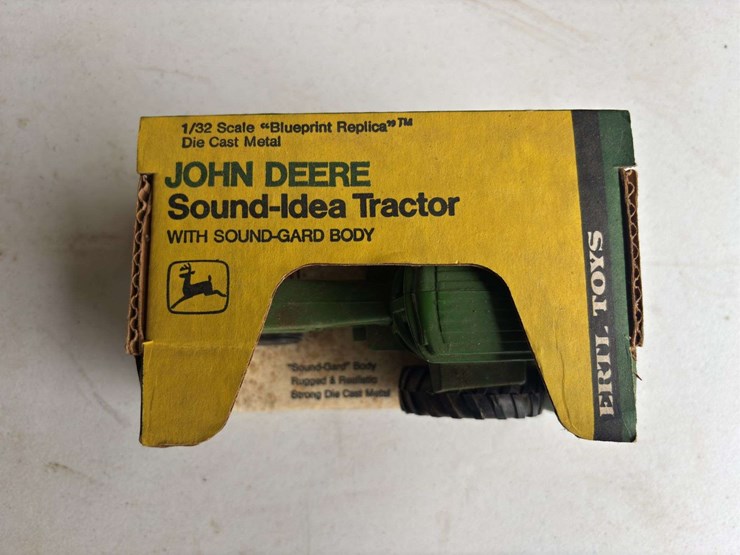 1/32 Scale “Blueprint Replica”™
Die Cast Metal
JOHN DEERE
Sound-Idea Tractor
WITH SOUND-GARD BODY
ERTL TOYS
"Sound-Gard" Body
Rugged & Realistic
Strong Die Cast Metal